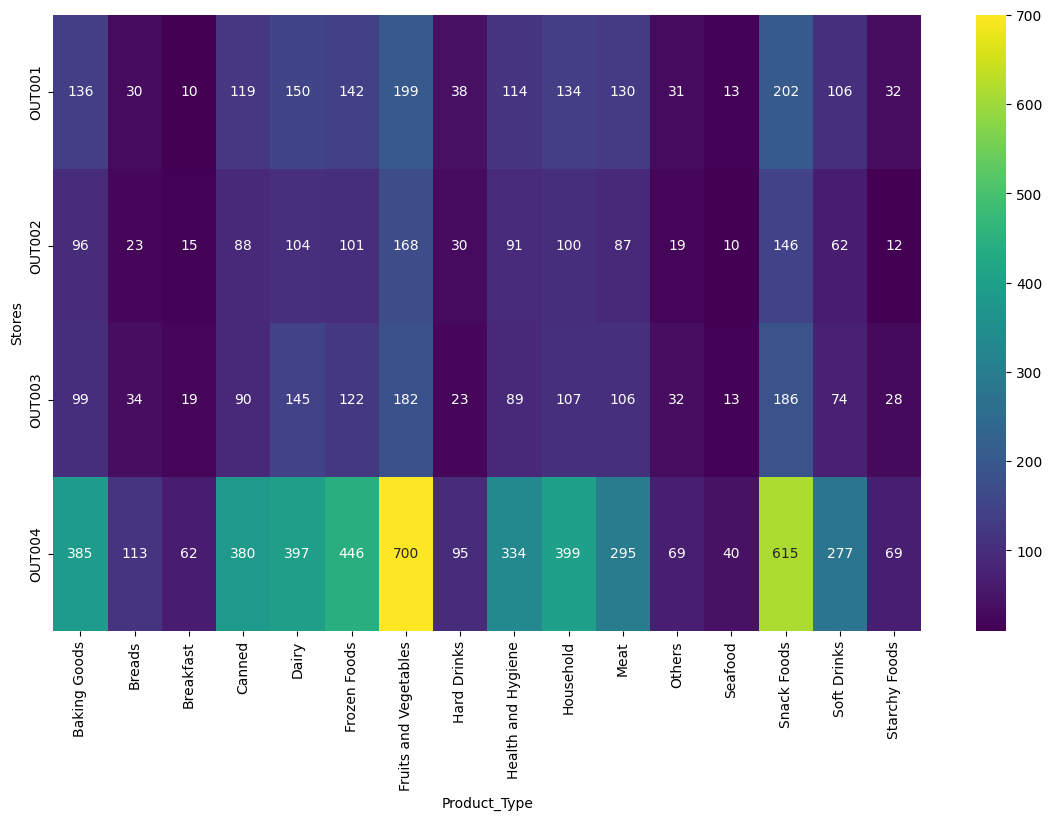 OUT001 136 30 10 119 150 142 199 38 114 134 130 31 13 202 106 32
OUT002 96 23 15 88 104 101 168 30 91 100 87 19 10 146 62 12
OUT003 99 34 19 90 145 122 182 23 89 107 106 32 13 186 74 28
OUT004 385 113 62 380 397 446 700 95 334 399 295 69 40 615 277 69
Stores
Baking Goods
Breads
Breakfast
Canned
Dairy
Frozen Foods
Fruits and Vegetables
Hard Drinks
Health and Hygiene
Household
Meat
Others
Seafood
Snack Foods
Soft Drinks
Starchy Foods
Product_Type
700
600
500
400
300
200
100